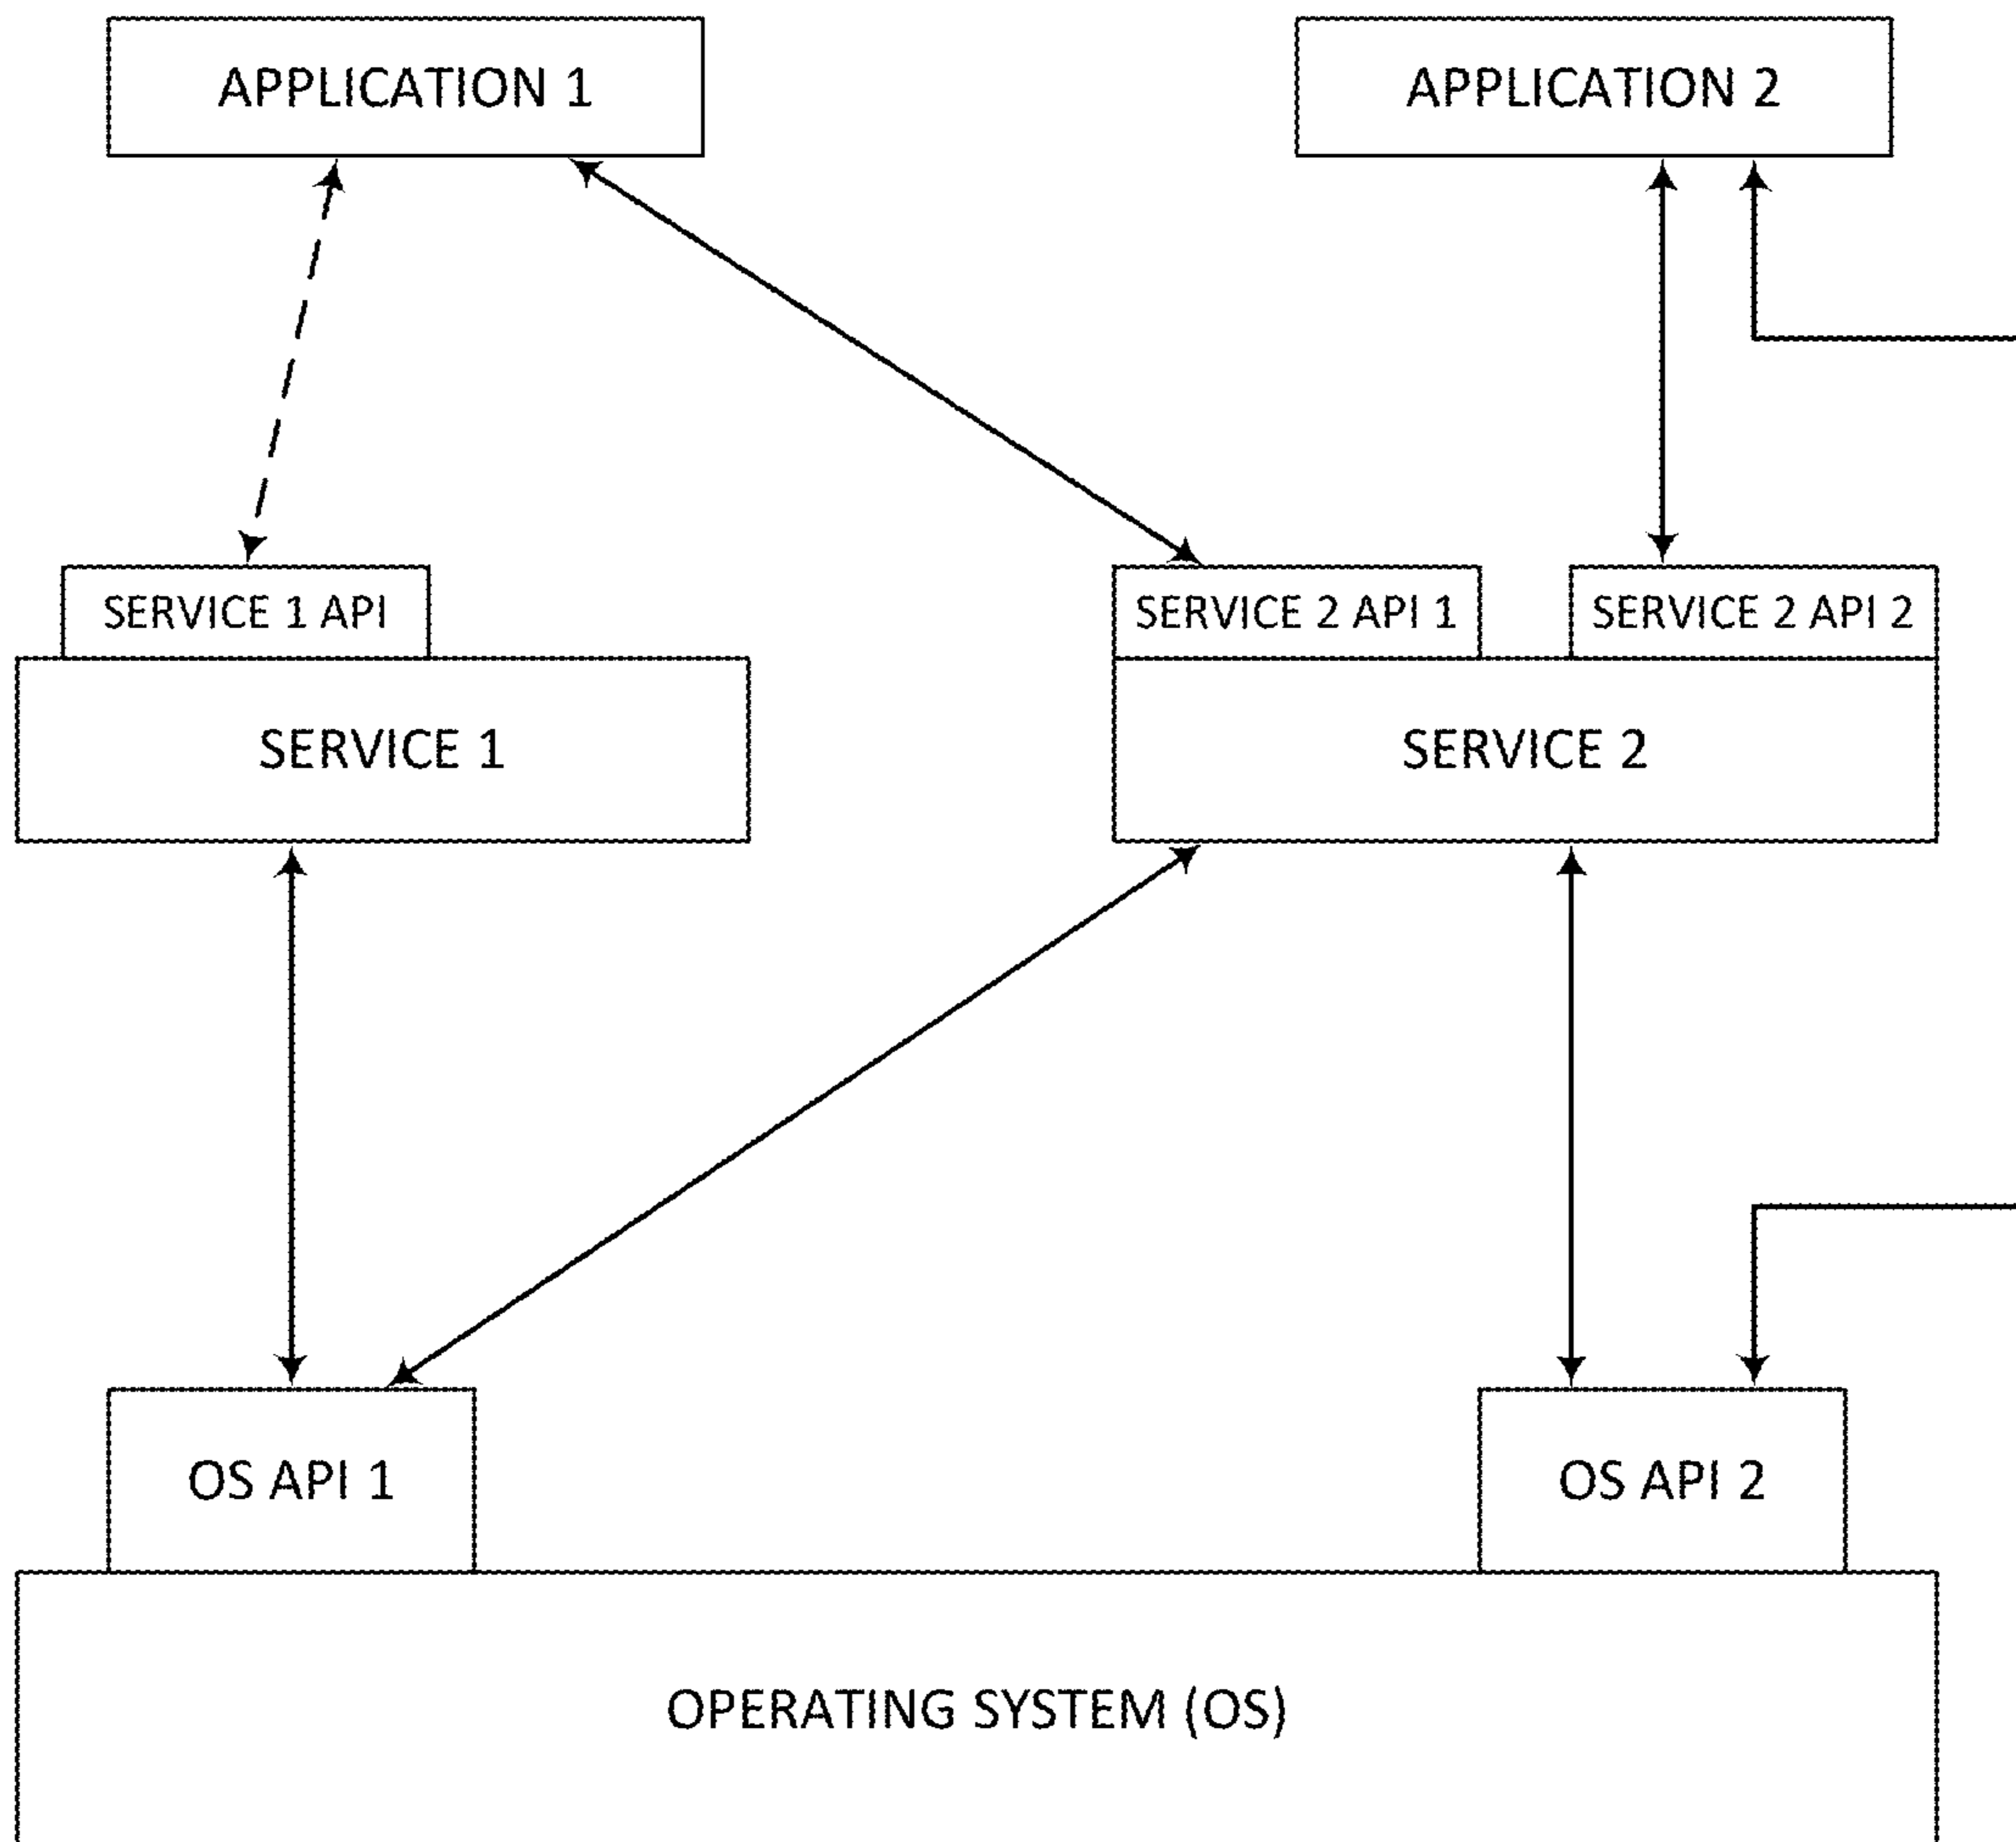 APPLICATION 1
APPLICATION 2
SERVICE 1 API
SERVICE 2 API 1
SERVICE 2 API 2
SERVICE 1
SERVICE 2
OS API 1
OS API 2
OPERATING SYSTEM (OS)